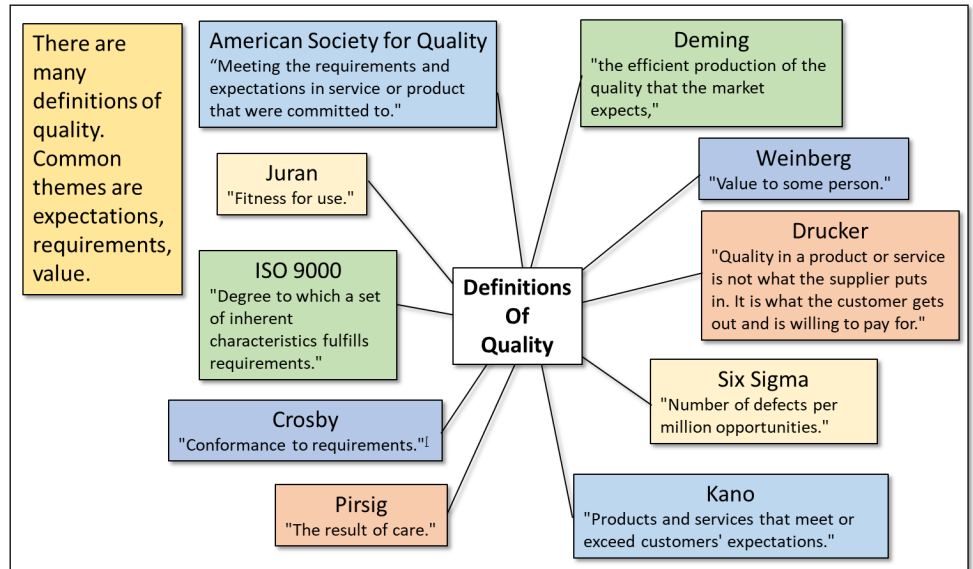 There are
many
definitions of
quality.
Common
themes are
expectations,
requirements,
value.
American Society for Quality
“Meeting the requirements and
expectations in service or product
that were committed to."
Deming
"the efficient production of the
quality that the market
expects,"
Juran
"Fitness for use."
Weinberg
"Value to some person."
Drucker
"Quality in a product or service
is not what the supplier puts
in. It is what the customer gets
out and is willing to pay for."
ISO 9000
"Degree to which a set
of inherent
characteristics fulfills
requirements."
Definitions
Of
Quality
Six Sigma
"Number of defects per
million opportunities."
Crosby
"Conformance to requirements."[
Pirsig
"The result of care."
Kano
"Products and services that meet or
exceed customers' expectations."